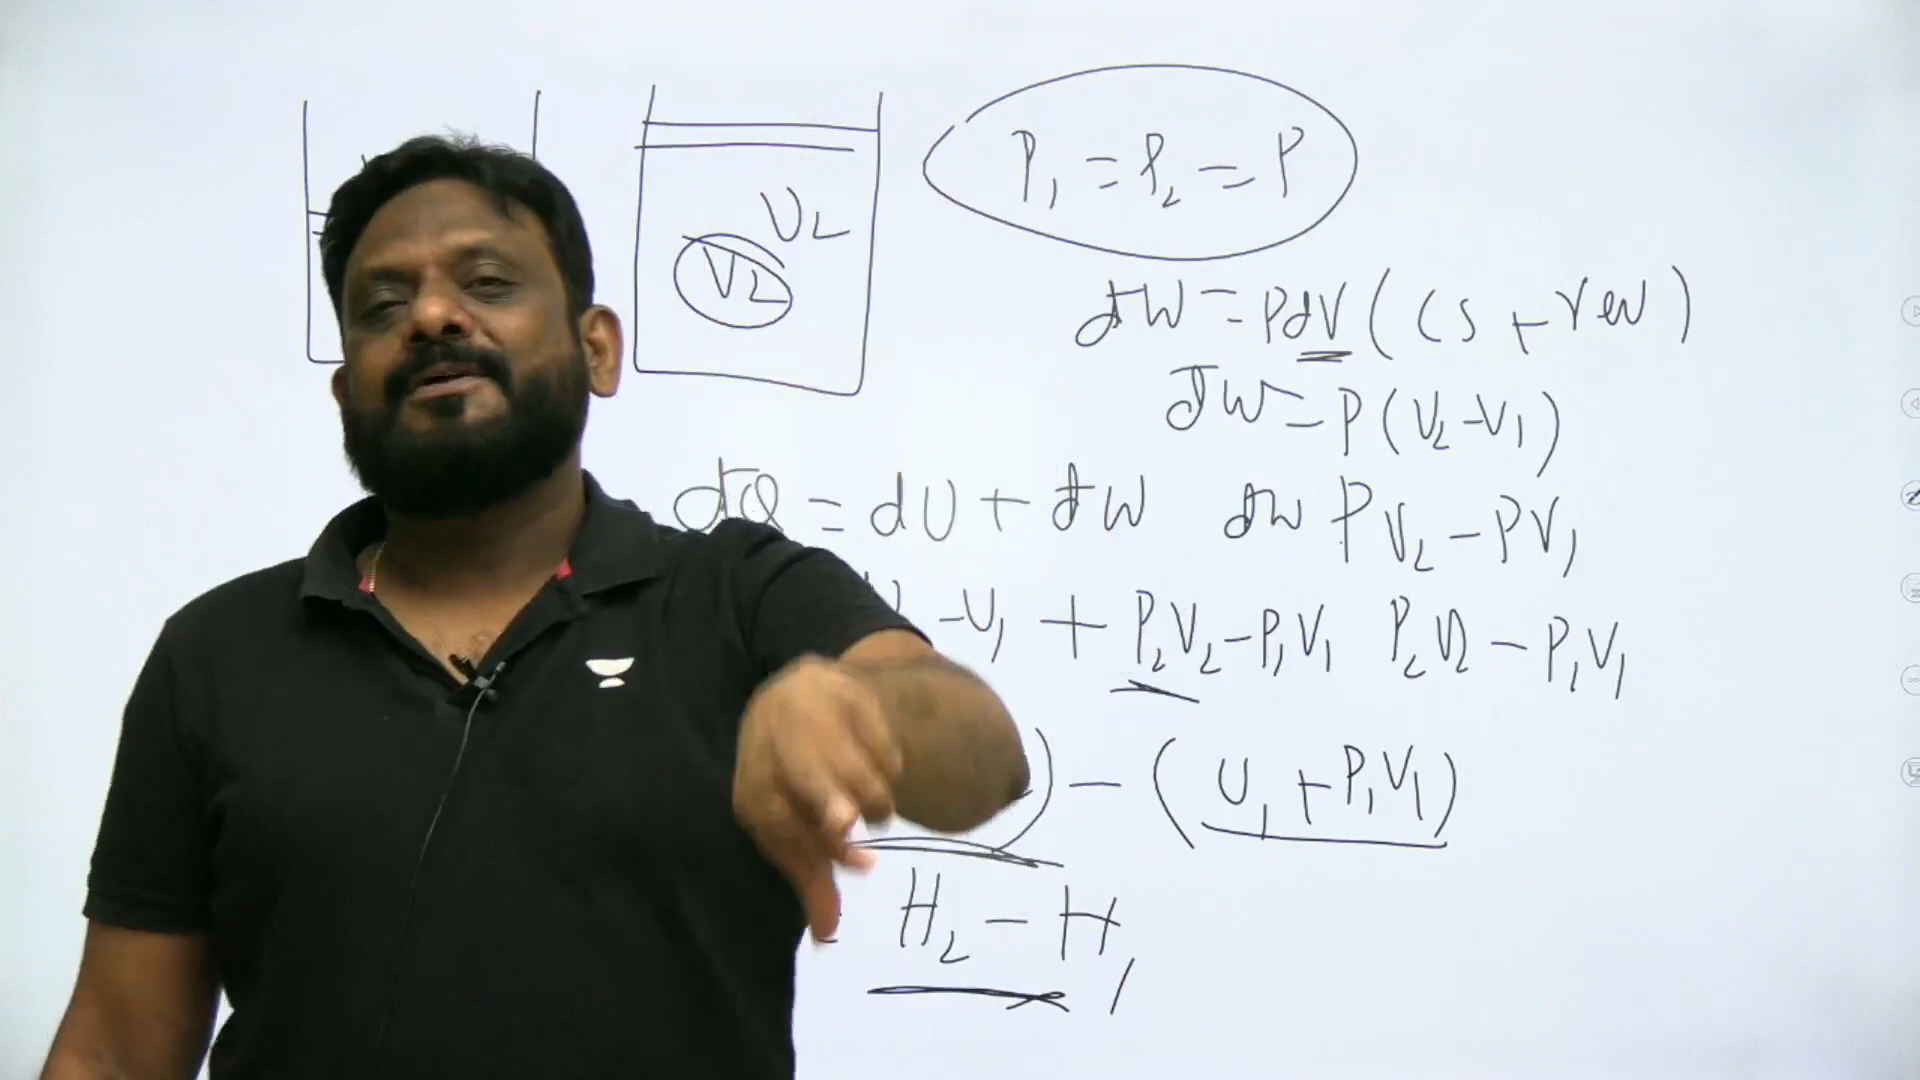 U₂
V₂
P₁ = P₂ = P
đW = PdV (CS + rev)
đW = P(V₂-V₁)
đQ = dU + đW đW PV₂ - PV₁
-U₁ + P₂V₂ - P₁V₁ P₂V₂ - P₁V₁
) - (U₁ + P₁V₁)
H₂ - H₁